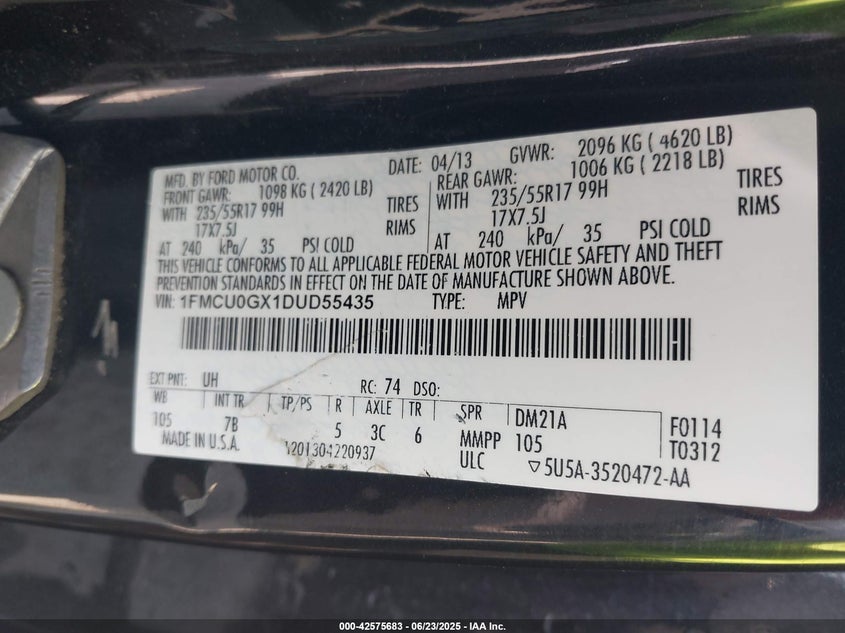 MFD. BY FORD MOTOR CO. DATE: 04/13 GVWR: 2096 KG ( 4620 LB)
FRONT GAWR: 1098 KG ( 2420 LB) REAR GAWR: 1006 KG ( 2218 LB)
WITH 235/55R17 99H TIRES WITH 235/55R17 99H TIRES
17X7.5J RIMS 17X7.5J RIMS
AT 240 kPa/ 35 PSI COLD AT 240 kPa/ 35 PSI COLD
THIS VEHICLE CONFORMS TO ALL APPLICABLE FEDERAL MOTOR VEHICLE SAFETY AND THEFT
PREVENTION STANDARDS IN EFFECT ON THE DATE OF MANUFACTURE SHOWN ABOVE.
VIN: 1FMCU0GX1DUD55435 TYPE: MPV
EXT PNT: UH RC: 74 DSO:
WB INT TR TP/PS R AXLE TR SPR DM21A F0114
105 7B 5 3C 6 MMPP 105 T0312
MADE IN U.S.A. 1201304220937 ULC ▽5U5A-3520472-AA
000-42575683 - 06/23/2025 - IAA Inc.